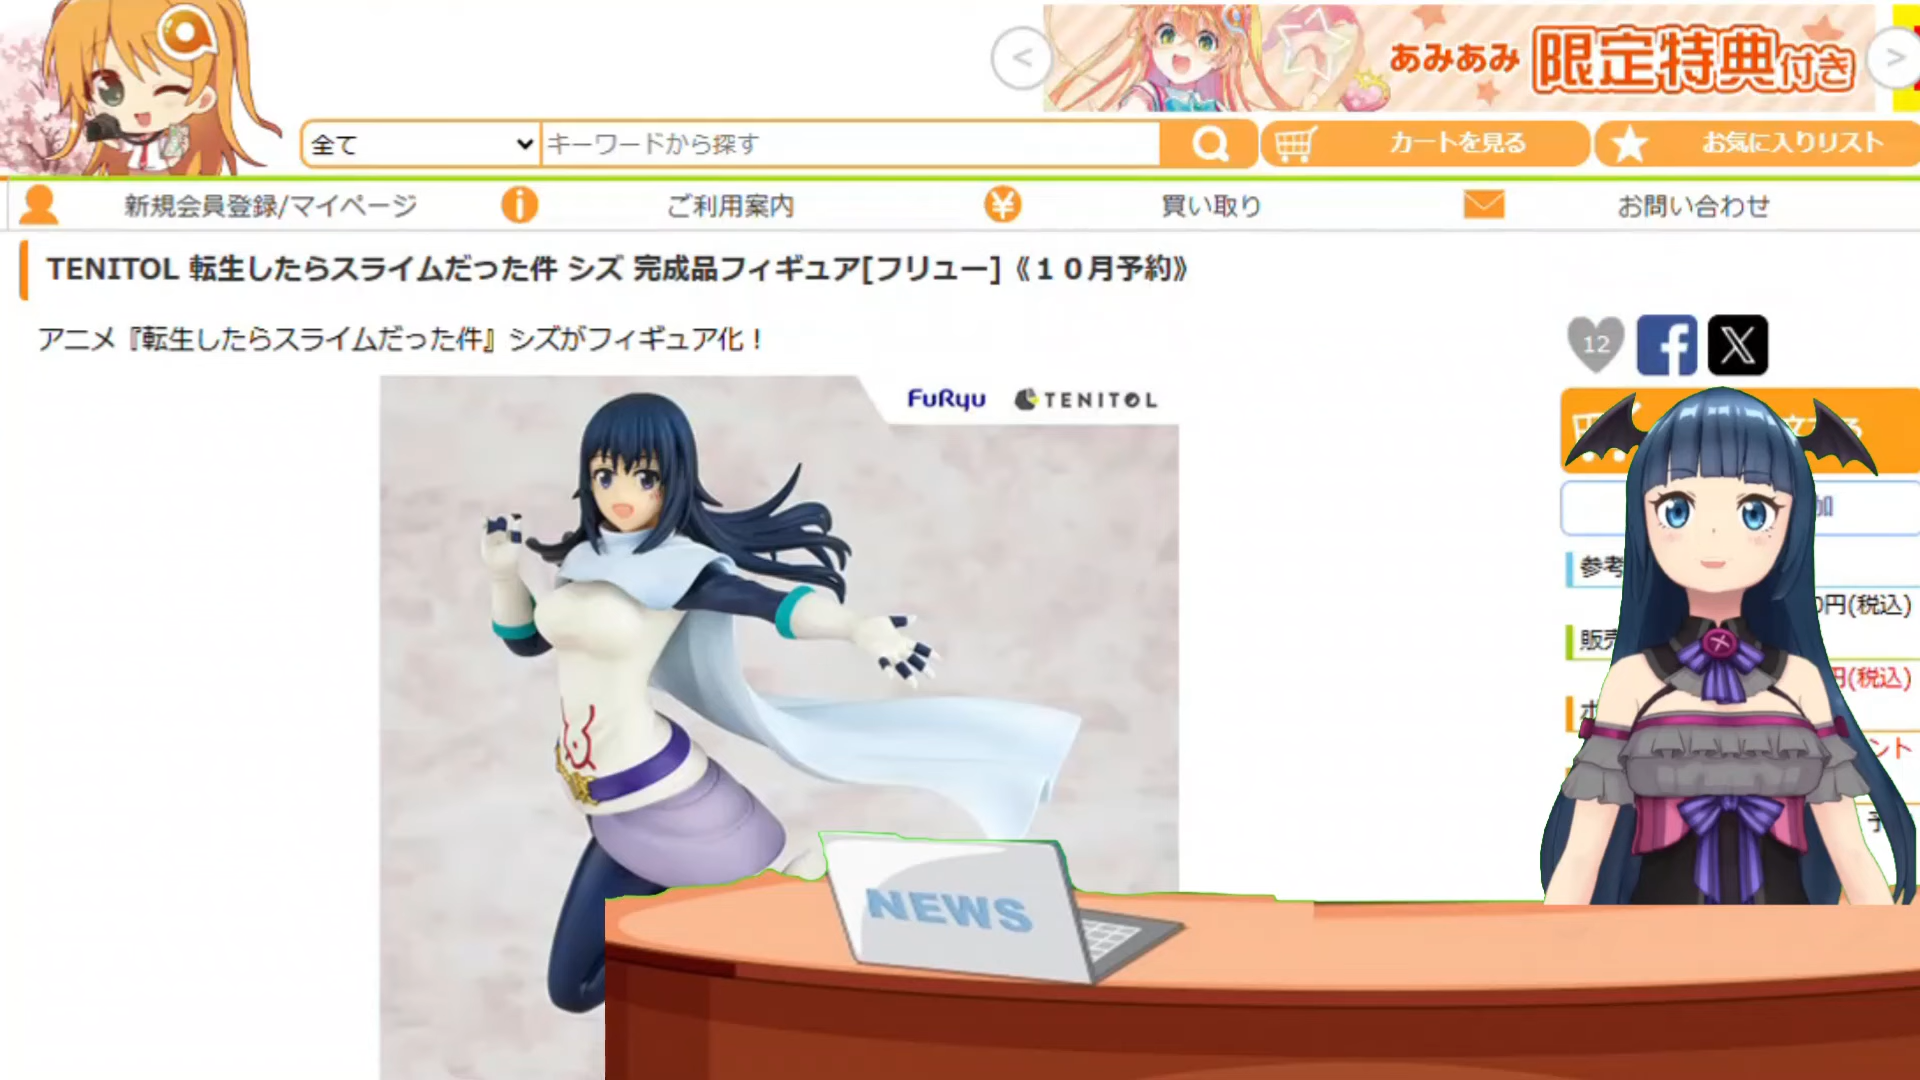 あみあみ 限定特典付き
全て
キーワードから探す
カートを見る
お気に入りリスト
新規会員登録/マイページ
ご利用案内
買い取り
お問い合わせ
TENITOL 転生したらスライムだった件 シズ 完成品フィギュア[フリュー]《１０月予約》
アニメ『転生したらスライムだった件』シズがフィギュア化！
12
FuRyu TENITOL
参考
0円(税込)
販売
円(税込)
ント
NEWS